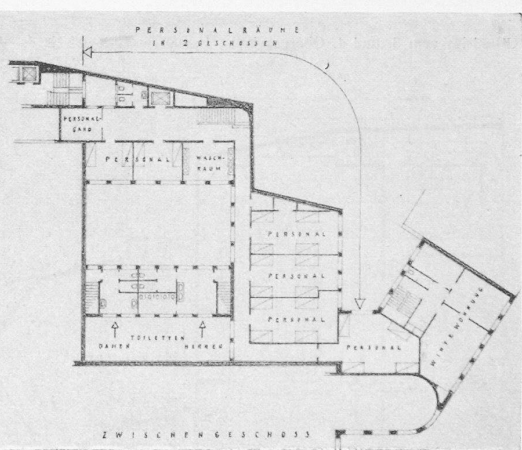 PERSONALRÄUME
IN 2 GESCHOSSEN
PERSONAL-
GARD
PERSONAL
WASCH-
RAUM
PERSONAL
PERSONAL
PERSONAL
PERSONAL
TOILETTEN
DAMEN
HERREN
WIRTEWOHNUNG
ZWISCHENGESCHOSS